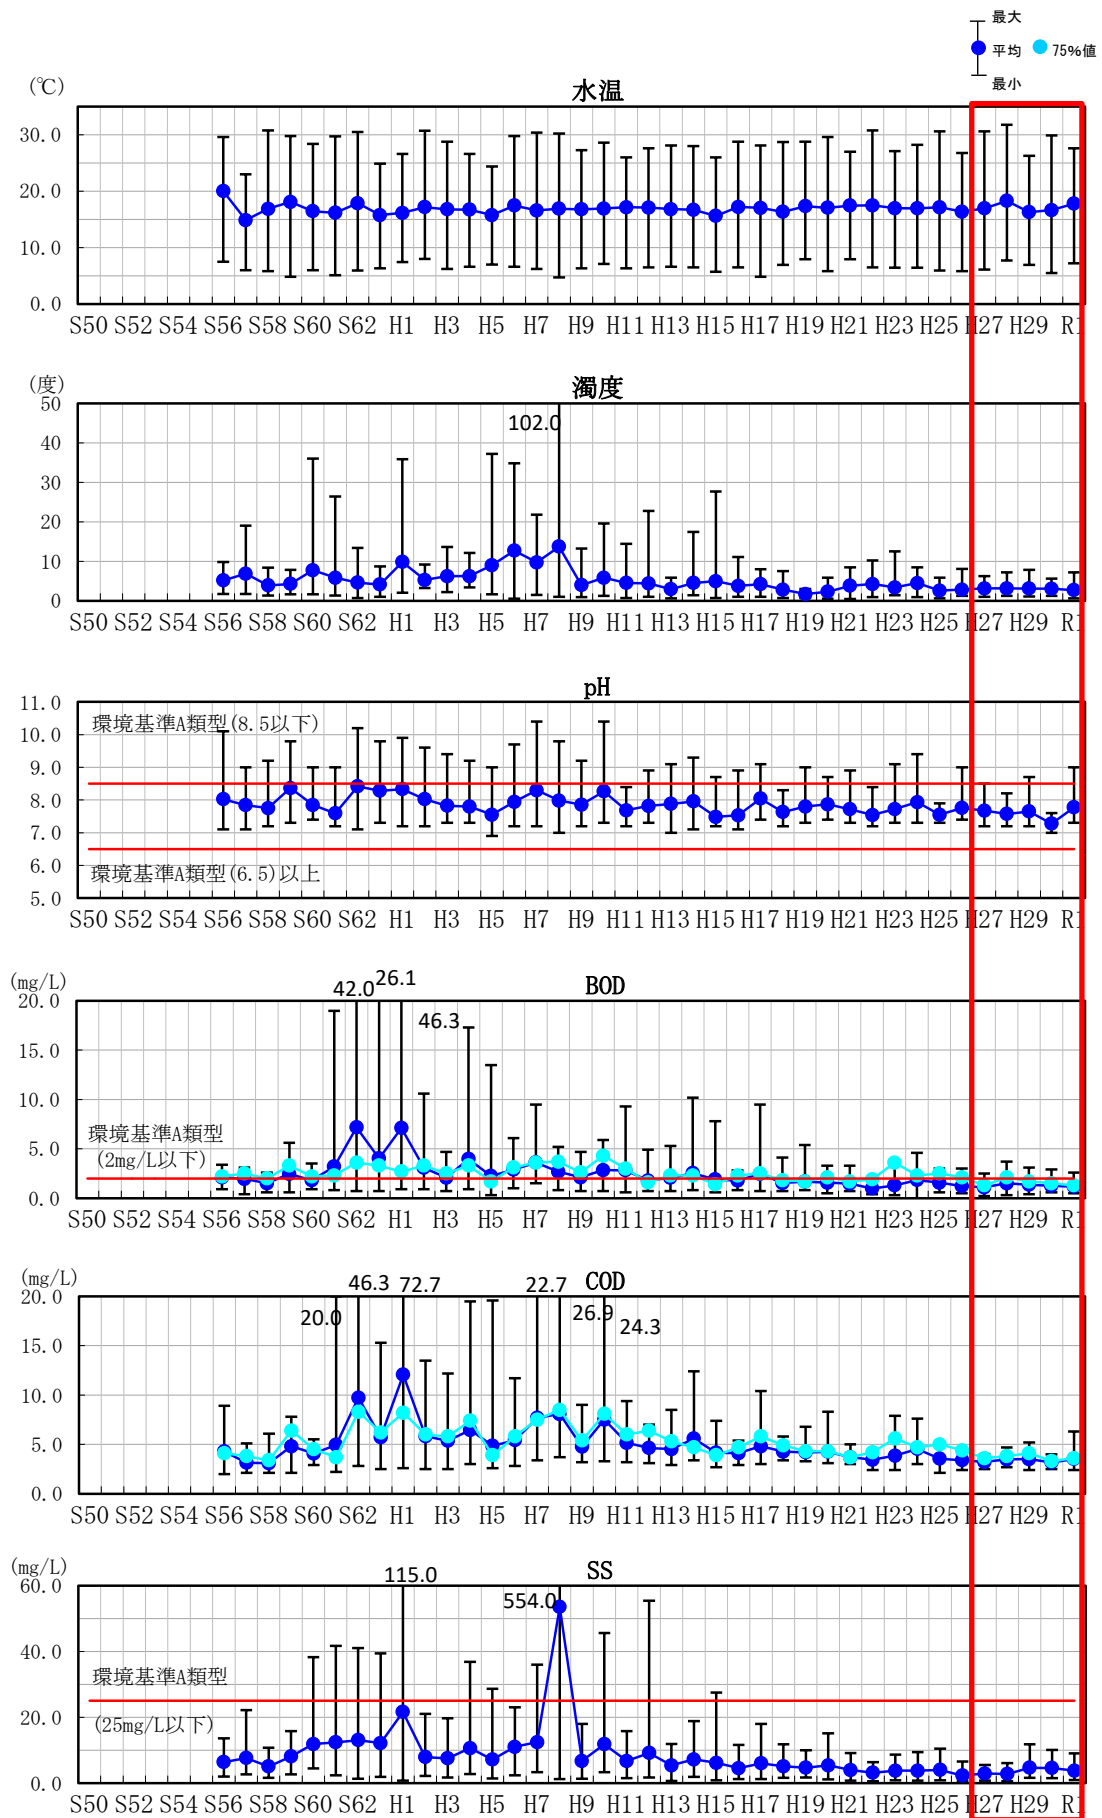 最大
平均 75%値
最小
(℃) 水温
30.0
20.0
10.0
0.0
S50 S52 S54 S56 S58 S60 S62 H1 H3 H5 H7 H9 H11 H13 H15 H17 H19 H21 H23 H25 H27 H29 R1
(度) 濁度
50
102.0
40
30
20
10
0
S50 S52 S54 S56 S58 S60 S62 H1 H3 H5 H7 H9 H11 H13 H15 H17 H19 H21 H23 H25 H27 H29 R1
pH
11.0
環境基準A類型(8.5以下)
10.0
9.0
8.0
7.0
6.0
環境基準A類型(6.5)以上
5.0
S50 S52 S54 S56 S58 S60 S62 H1 H3 H5 H7 H9 H11 H13 H15 H17 H19 H21 H23 H25 H27 H29 R1
(mg/L) 42.0 26.1 BOD
20.0
46.3
15.0
10.0
環境基準A類型
5.0
(2mg/L以下)
0.0
S50 S52 S54 S56 S58 S60 S62 H1 H3 H5 H7 H9 H11 H13 H15 H17 H19 H21 H23 H25 H27 H29 R1
(mg/L) 46.3 72.7 22.7 COD
20.0
20.0 26.9 24.3
15.0
10.0
5.0
0.0
S50 S52 S54 S56 S58 S60 S62 H1 H3 H5 H7 H9 H11 H13 H15 H17 H19 H21 H23 H25 H27 H29 R1
(mg/L) 115.0 SS
60.0
554.0
40.0
環境基準A類型
(25mg/L以下)
20.0
0.0
S50 S52 S54 S56 S58 S60 S62 H1 H3 H5 H7 H9 H11 H13 H15 H17 H19 H21 H23 H25 H27 H29 R1